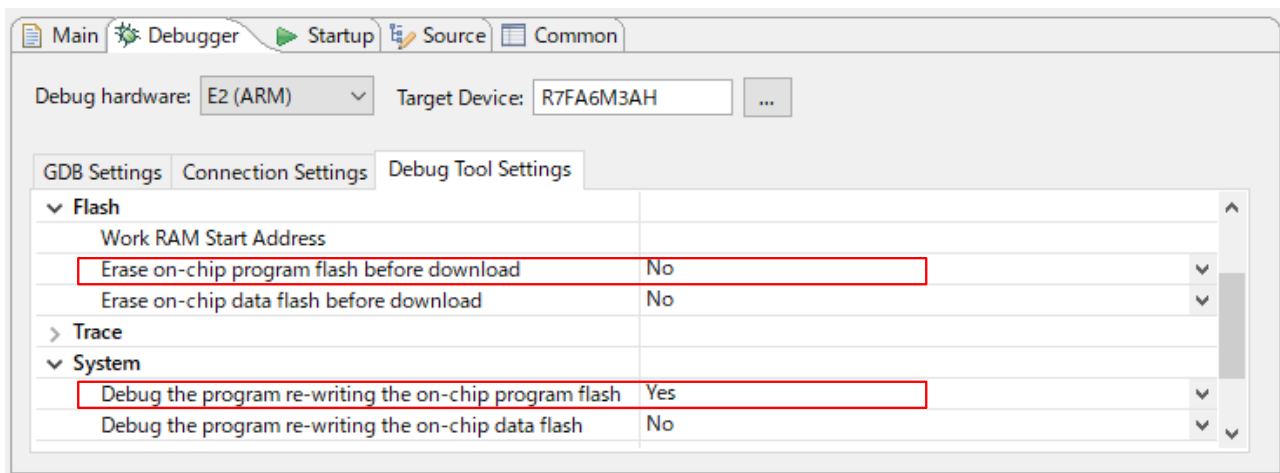 Main Debugger Startup Source Common
Debug hardware: E2 (ARM) Target Device: R7FA6M3AH ...
GDB Settings Connection Settings Debug Tool Settings
Flash
Work RAM Start Address
Erase on-chip program flash before download No
Erase on-chip data flash before download No
Trace
System
Debug the program re-writing the on-chip program flash Yes
Debug the program re-writing the on-chip data flash No